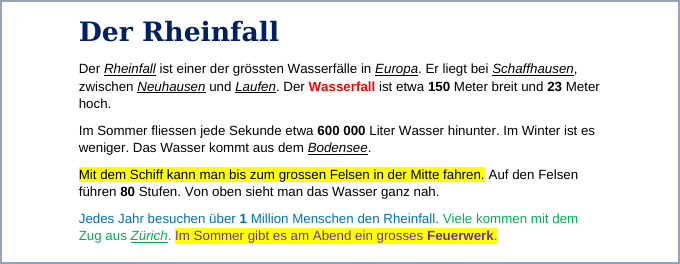 Der Rheinfall
Der Rheinfall ist einer der grössten Wasserfälle in Europa. Er liegt bei Schaffhausen,
zwischen Neuhausen und Laufen. Der Wasserfall ist etwa 150 Meter breit und 23 Meter
hoch.
Im Sommer fliessen jede Sekunde etwa 600 000 Liter Wasser hinunter. Im Winter ist es
weniger. Das Wasser kommt aus dem Bodensee.
Mit dem Schiff kann man bis zum grossen Felsen in der Mitte fahren. Auf den Felsen
führen 80 Stufen. Von oben sieht man das Wasser ganz nah.
Jedes Jahr besuchen über 1 Million Menschen den Rheinfall. Viele kommen mit dem
Zug aus Zürich. Im Sommer gibt es am Abend ein grosses Feuerwerk.